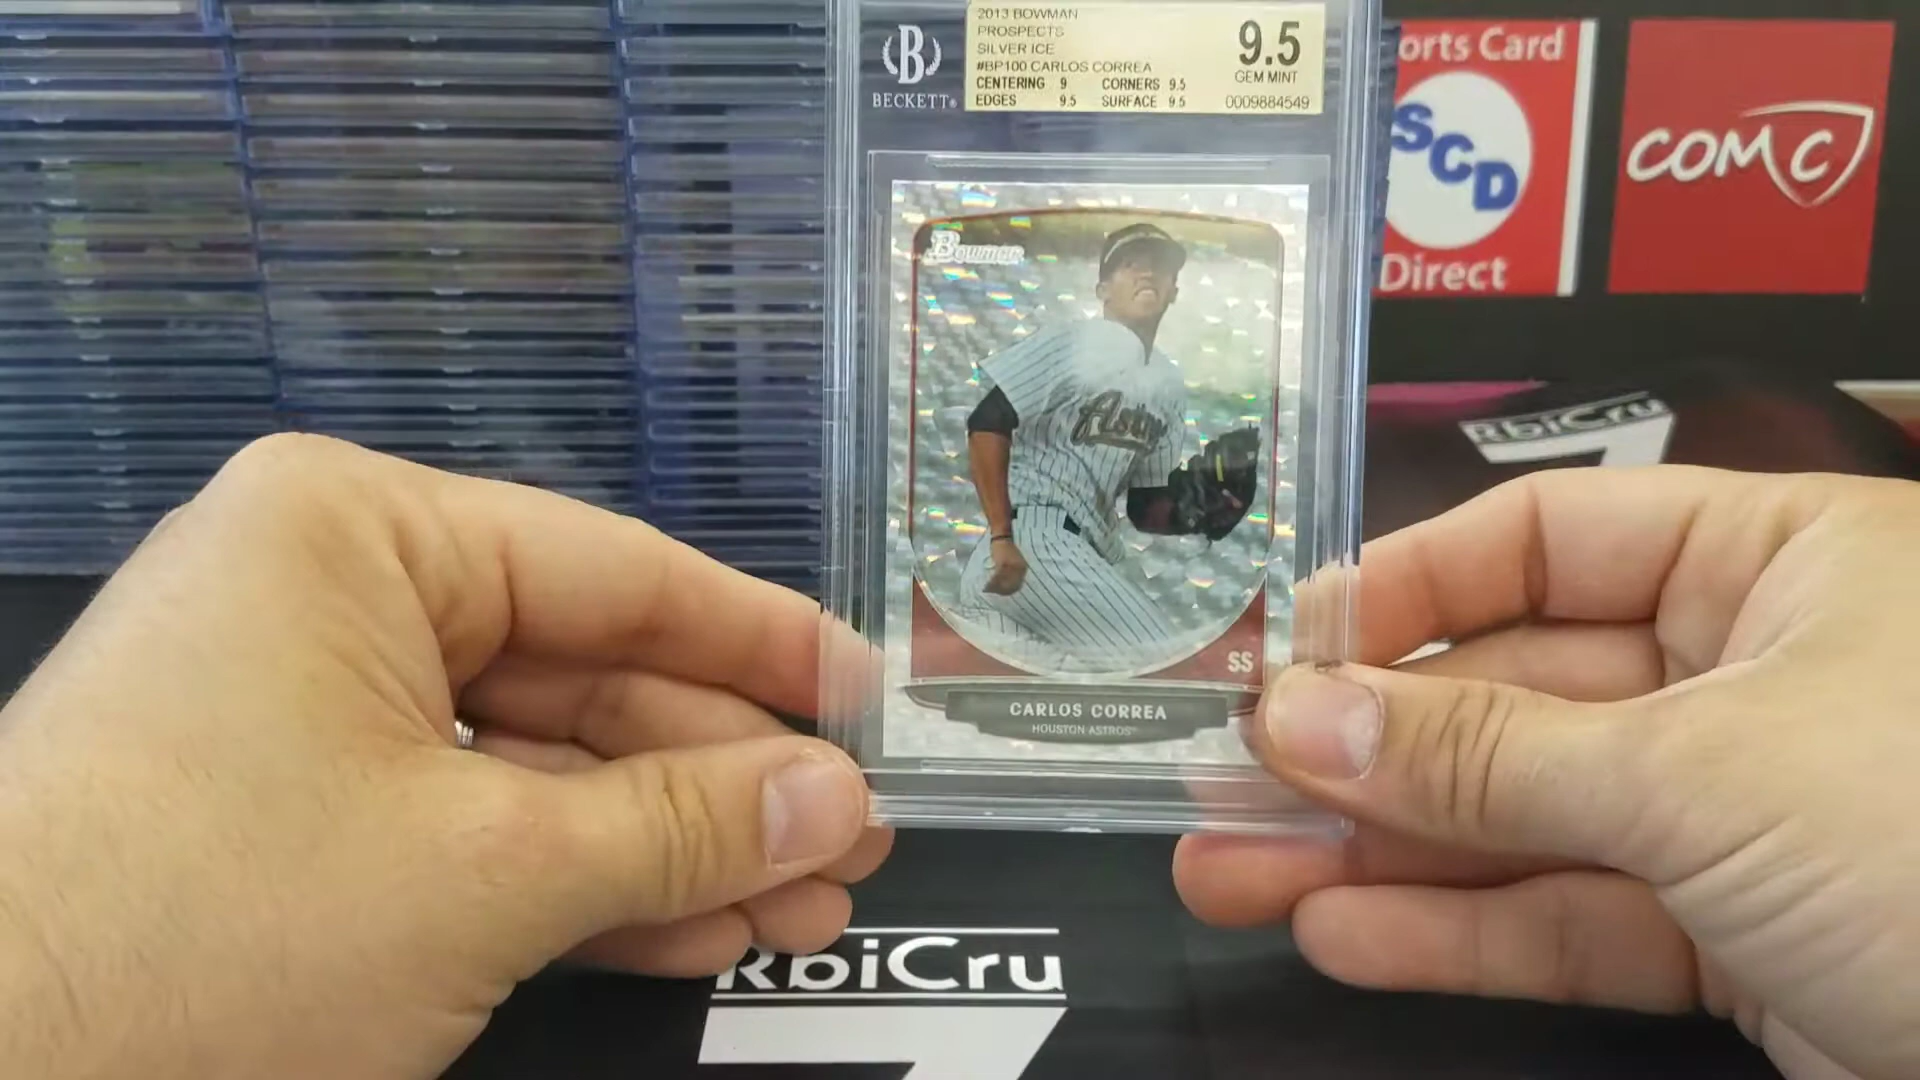 2013 BOWMAN
PROSPECTS
SILVER ICE
#BP100 CARLOS CORREA
CENTERING 9 CORNERS 9.5
EDGES 9.5 SURFACE 9.5
9.5
GEM MINT
0009884549
B
BECKETT®
Bowman
Astros
SS
CARLOS CORREA
HOUSTON ASTROS
orts Card
SCD
Direct
COMC
RbiCru
7
RbiCru
7